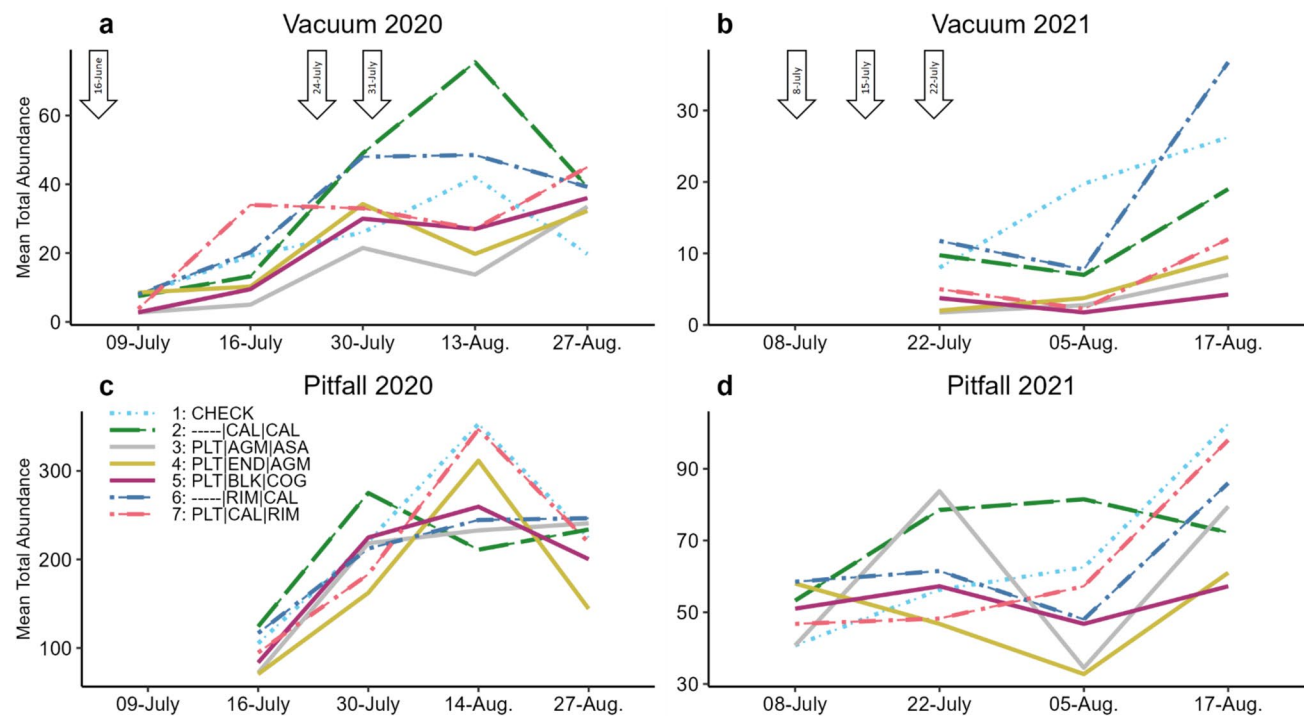 a Vacuum 2020
b Vacuum 2021
16-June
24-July
31-July
8-July
15-July
22-July
Mean Total Abundance
60
40
20
0
30
20
10
0
09-July 16-July 30-July 13-Aug. 27-Aug.
08-July 22-July 05-Aug. 17-Aug.
c Pitfall 2020
d Pitfall 2021
1: CHECK
2: -----|CAL|CAL
3: PLT|AGM|ASA
4: PLT|END|AGM
5: PLT|BLK|COG
6: -----|RIM|CAL
7: PLT|CAL|RIM
Mean Total Abundance
300
200
100
90
70
50
30
09-July 16-July 30-July 14-Aug. 27-Aug.
08-July 22-July 05-Aug. 17-Aug.